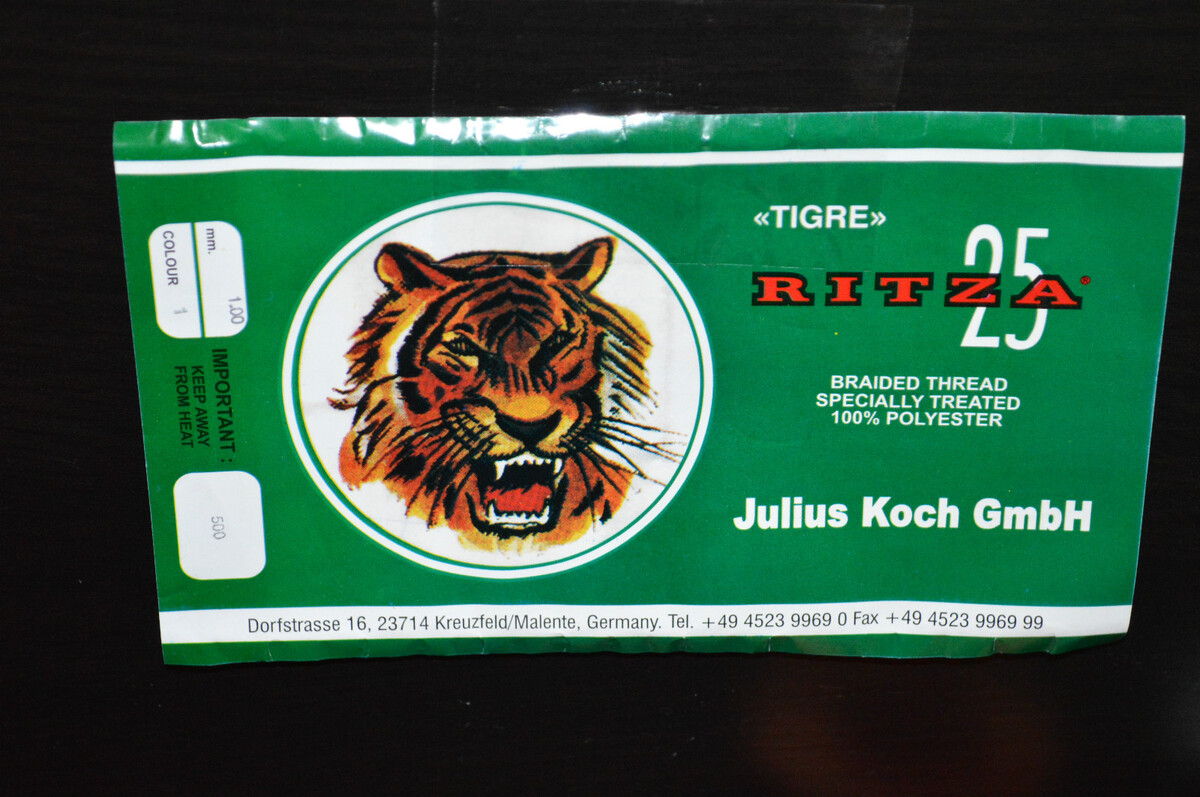 mm. 1.00
COLOUR 1
IMPORTANT :
KEEP AWAY
FROM HEAT
500
«TIGRE»
25
RITZA®
BRAIDED THREAD
SPECIALLY TREATED
100% POLYESTER
Julius Koch GmbH
Dorfstrasse 16, 23714 Kreuzfeld/Malente, Germany. Tel. +49 4523 9969 0 Fax +49 4523 9969 99